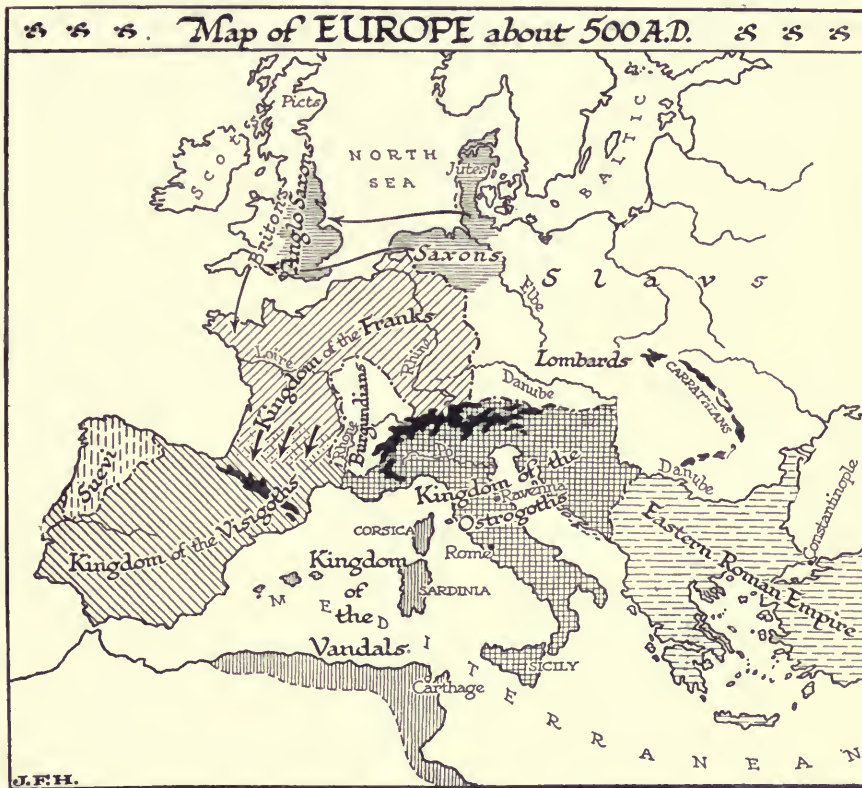 Map of EUROPE about 500 A.D.
Picts
Scots
NORTH
SEA
Jutes
BALTIC
Britons
Anglo Saxons
Saxons
Slavs
Elbe
Kingdom of the Franks
Loire
Rhine
Lombards
CARPATHIANS
Danube
Burgundians
Rhone
Po
Suevi
Kingdom of the Visigoths
Kingdom of the
Ostrogoths
Ravenna
Danube
Constantinople
Eastern Roman Empire
CORSICA
Rome
Kingdom
of
the
Vandals
SARDINIA
MEDITERRANEAN
SICILY
Carthage
J.F.H.